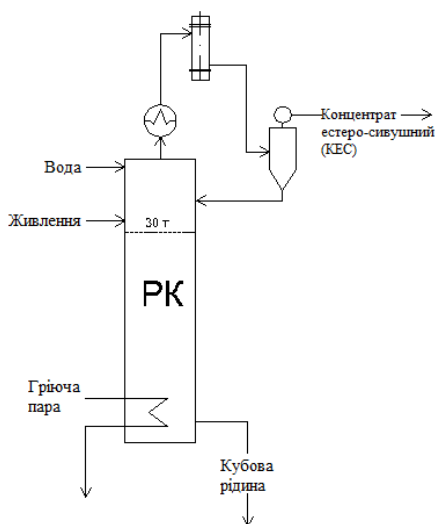 Концентрат
естеро-сивушний
(КЕС)
Вода
Живлення
30 т
РК
Гріюча
пара
Кубова
рідина